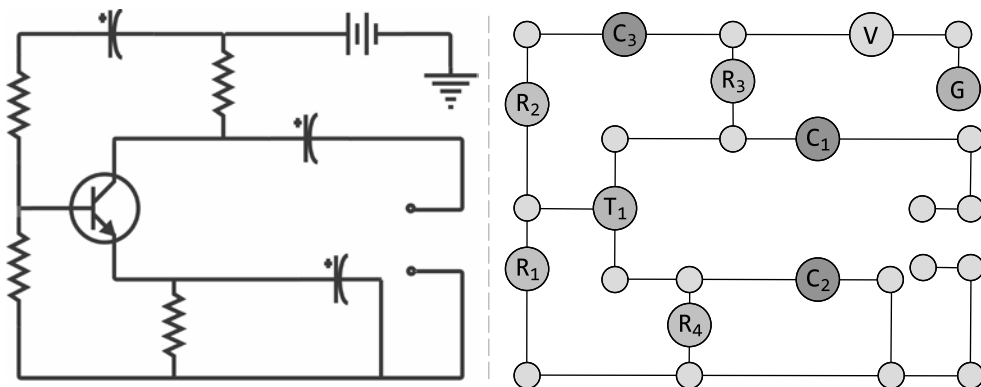 C₃
V
R₃
G
R₂
C₁
T₁
R₁
C₂
R₄